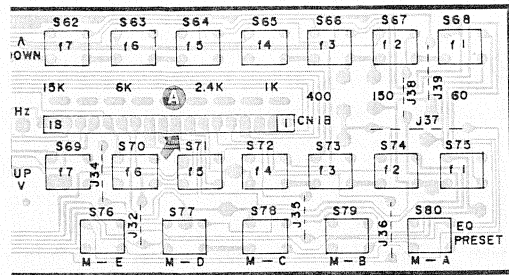 S62 S63 S64 S65 S66 S67 S68
Λ
DOWN
f7 f6 f5 f4 f3 f2 f1
15K 6K A 2.4K 1K 400 150 J38 J39 60
Hz 18 1 CN18 J37
S69 S70 S71 S72 S73 S74 S75
UP
V
f7 J34 f6 f5 f4 f3 f2 f1
S76 J32 S77 S78 J35 S79 J36 S80
EQ
PRESET
M-E M-D M-C M-B M-A